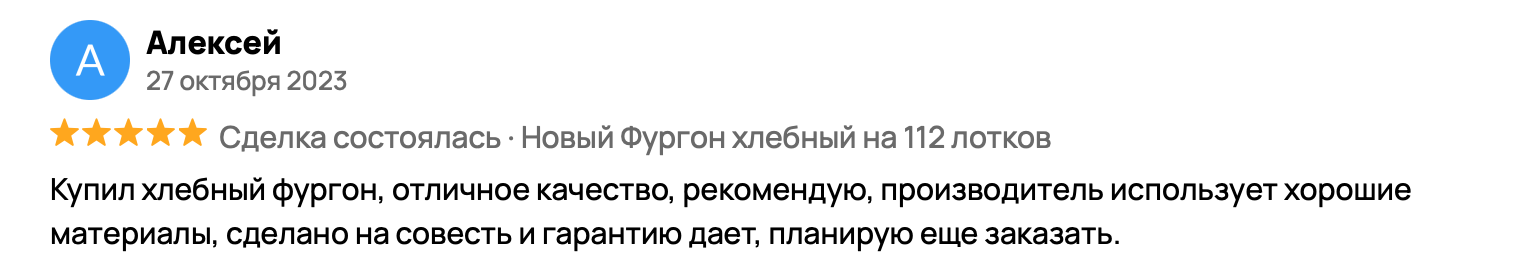 А
Алексей
27 октября 2023
Сделка состоялась · Новый Фургон хлебный на 112 лотков
Купил хлебный фургон, отличное качество, рекомендую, производитель использует хорошие
материалы, сделано на совесть и гарантию дает, планирую еще заказать.